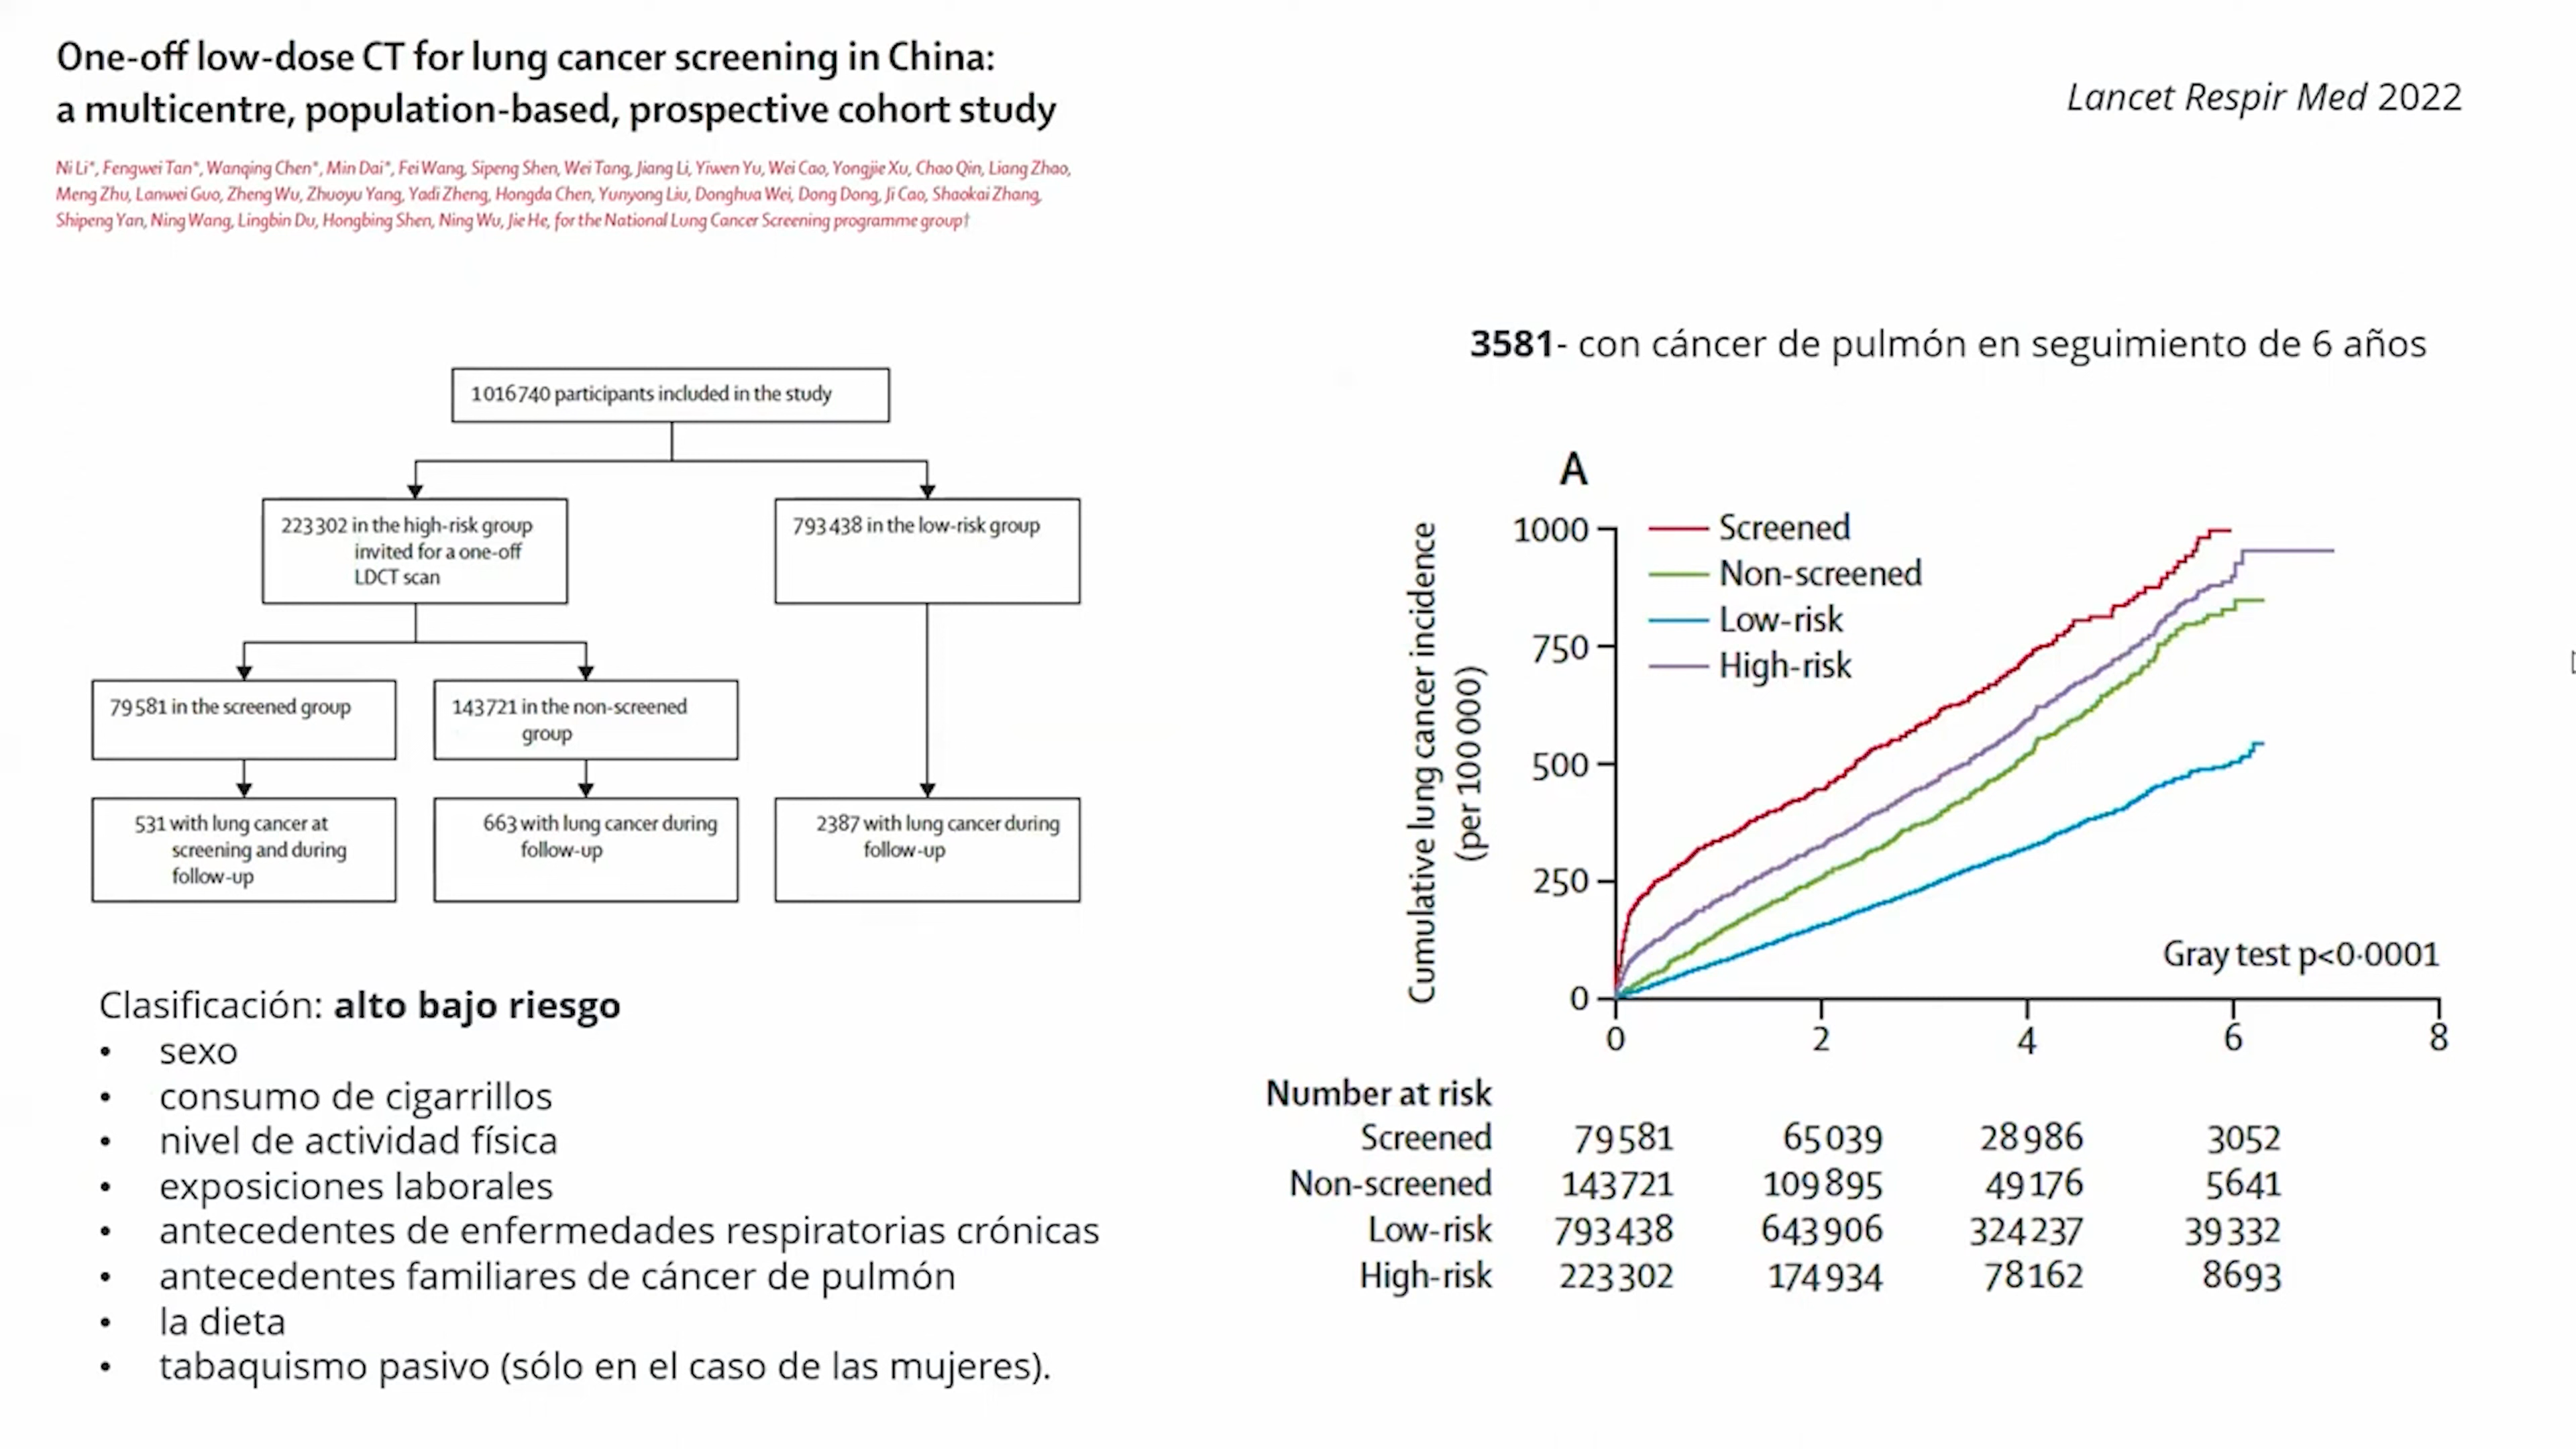 One-off low-dose CT for lung cancer screening in China:
a multicentre, population-based, prospective cohort study
Lancet Respir Med 2022
Ni Li*, Fengwei Tan*, Wanqing Chen*, Min Dai*, Fei Wang, Sipeng Shen, Wei Tang, Jiang Li, Yiwen Yu, Wei Cao, Yongjie Xu, Chao Qin, Liang Zhao,
Meng Zhu, Lanwei Guo, Zheng Wu, Zhuoyu Yang, Yadi Zheng, Hongda Chen, Yunyong Liu, Donghua Wei, Dong Dong, Ji Cao, Shaokai Zhang,
Shipeng Yan, Ning Wang, Lingbin Du, Hongbing Shen, Ning Wu, Jie He, for the National Lung Cancer Screening programme group†
1016740 participants included in the study
223302 in the high-risk group
invited for a one-off
LDCT scan
793438 in the low-risk group
79581 in the screened group
143721 in the non-screened
group
531 with lung cancer at
screening and during
follow-up
663 with lung cancer during
follow-up
2387 with lung cancer during
follow-up
Clasificación: alto bajo riesgo
• sexo
• consumo de cigarrillos
• nivel de actividad física
• exposiciones laborales
• antecedentes de enfermedades respiratorias crónicas
• antecedentes familiares de cáncer de pulmón
• la dieta
• tabaquismo pasivo (sólo en el caso de las mujeres).
3581- con cáncer de pulmón en seguimiento de 6 años
A
Cumulative lung cancer incidence
(per 100000)
1000
750
500
250
0
Screened
Non-screened
Low-risk
High-risk
Gray test p<0·0001
0 2 4 6 8
Number at risk
Screened 79581 65039 28986 3052
Non-screened 143721 109895 49176 5641
Low-risk 793438 643906 324237 39332
High-risk 223302 174934 78162 8693